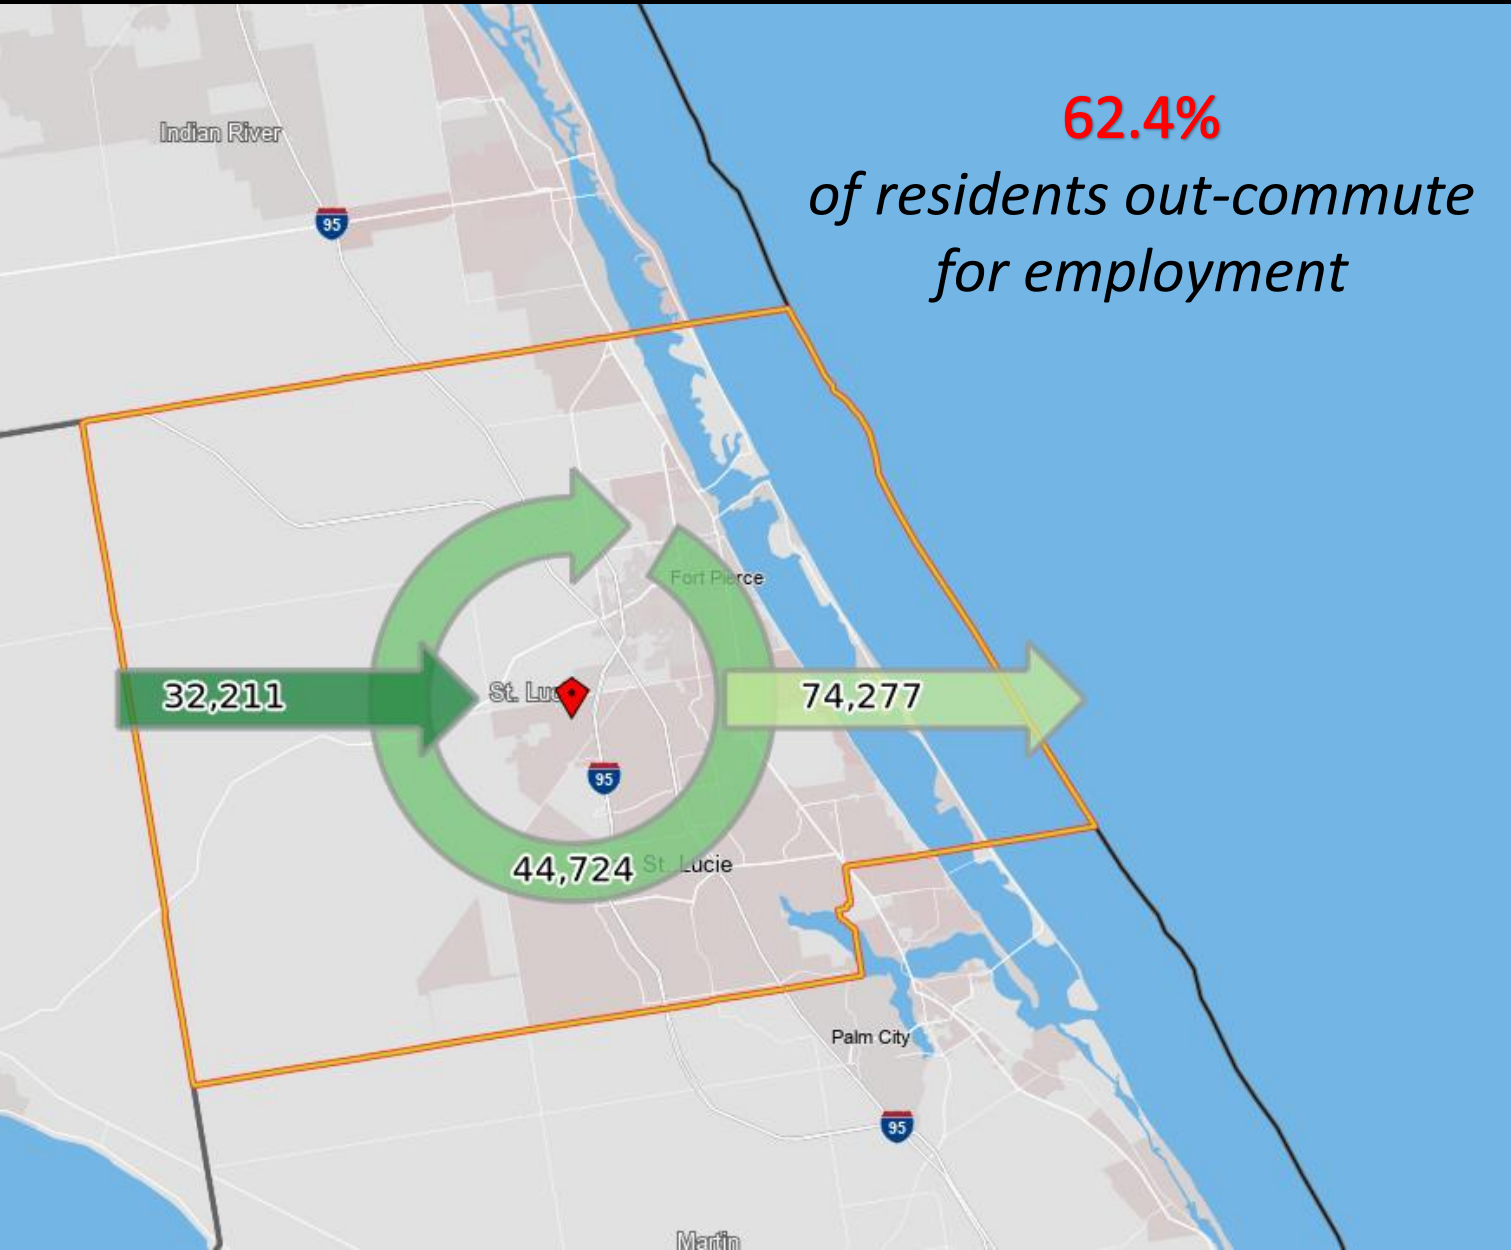 62.4%
of residents out-commute
for employment
Indian River
95
Fort Pierce
32,211
St. Luc
74,277
95
44,724
St. Lucie
Palm City
95
Martin